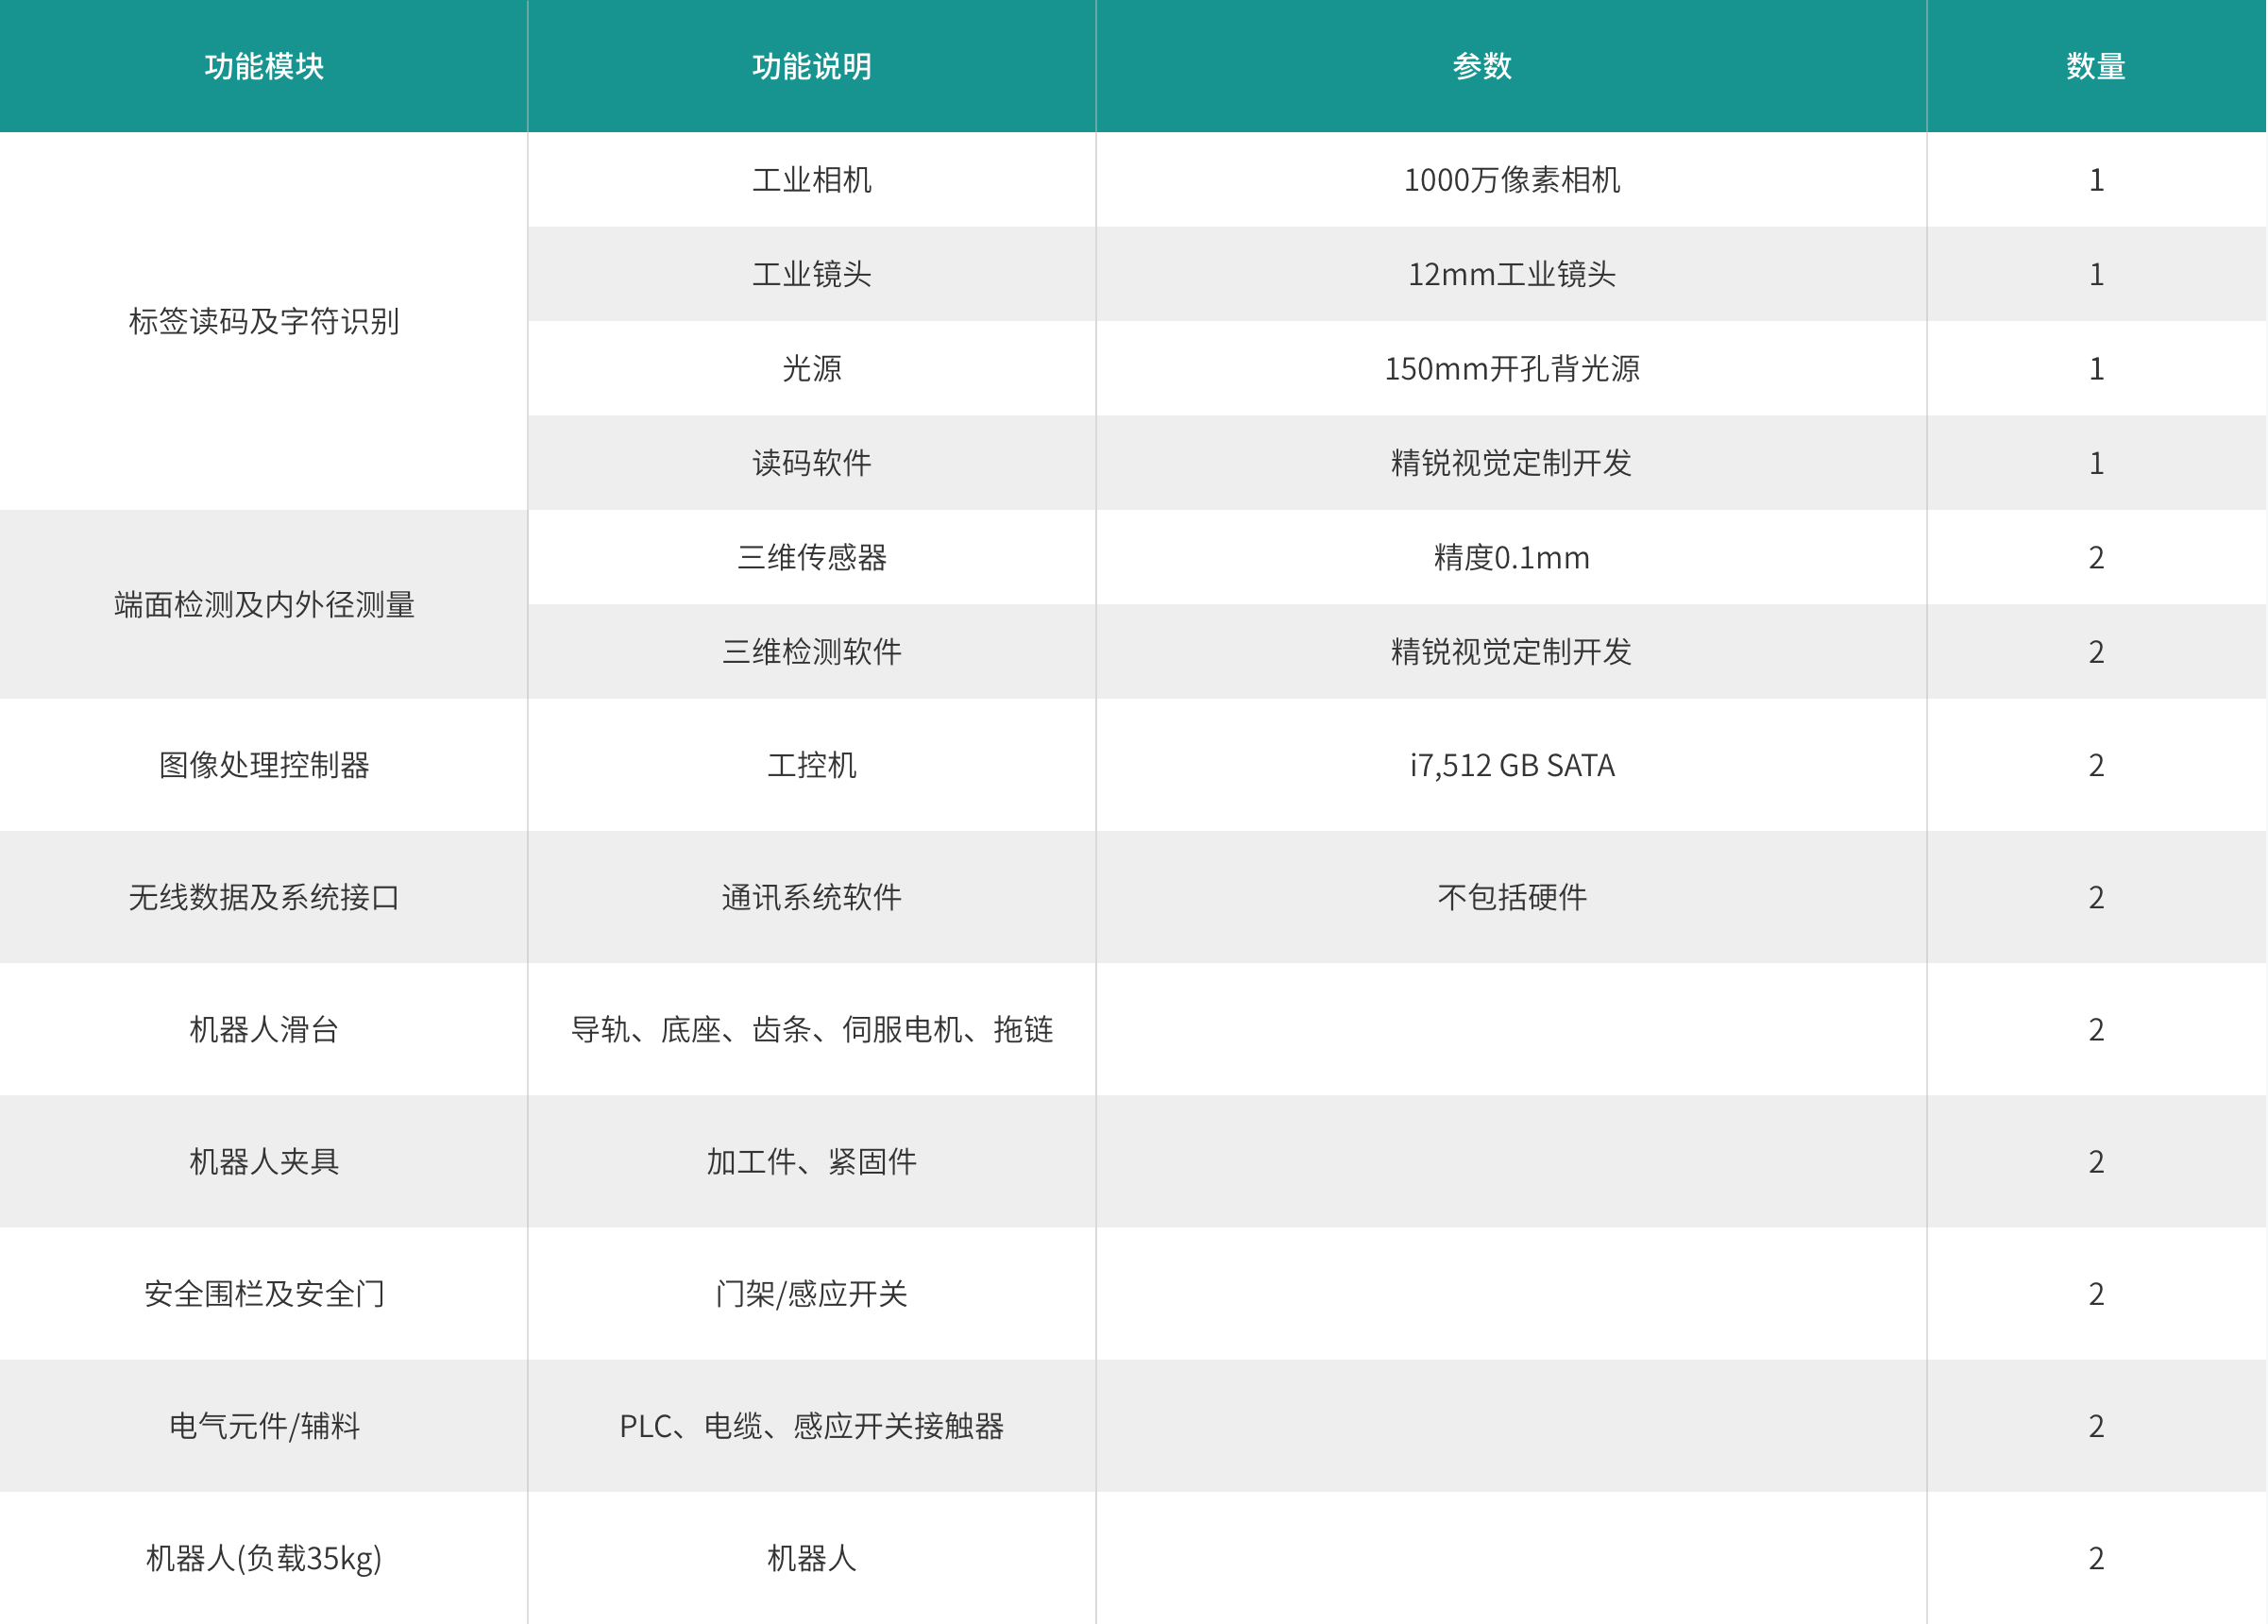 功能模块 功能说明 参数 数量
工业相机 1000万像素相机 1
工业镜头 12mm工业镜头 1
标签读码及字符识别
光源 150mm开孔背光源 1
读码软件 精锐视觉定制开发 1
三维传感器 精度0.1mm 2
端面检测及内外径测量
三维检测软件 精锐视觉定制开发 2
图像处理控制器 工控机 i7,512 GB SATA 2
无线数据及系统接口 通讯系统软件 不包括硬件 2
机器人滑台 导轨、底座、齿条、伺服电机、拖链 2
机器人夹具 加工件、紧固件 2
安全围栏及安全门 门架/感应开关 2
电气元件/辅料 PLC、电缆、感应开关接触器 2
机器人(负载35kg) 机器人 2